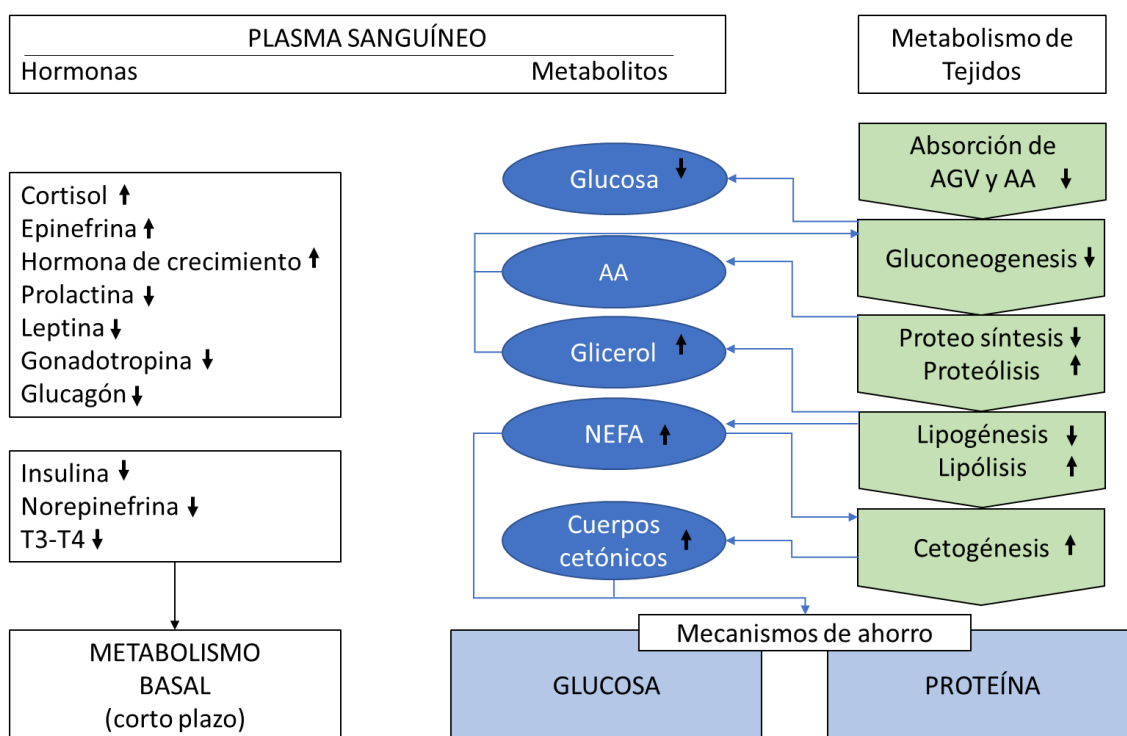 PLASMA SANGUÍNEO
Hormonas
Metabolitos
Metabolismo de
Tejidos
Cortisol ↑
Epinefrina ↑
Hormona de crecimiento ↑
Prolactina ↓
Leptina ↓
Gonadotropina ↓
Glucagón ↓
Insulina ↓
Norepinefrina ↓
T3-T4 ↓
METABOLISMO
BASAL
(corto plazo)
Glucosa ↓
AA
Glicerol ↑
NEFA ↑
Cuerpos
cetónicos ↑
Absorción de
AGV y AA ↓
Gluconeogenesis ↓
Proteo síntesis ↓
Proteólisis ↑
Lipogénesis ↓
Lipólisis ↑
Cetogénesis ↑
Mecanismos de ahorro
GLUCOSA
PROTEÍNA